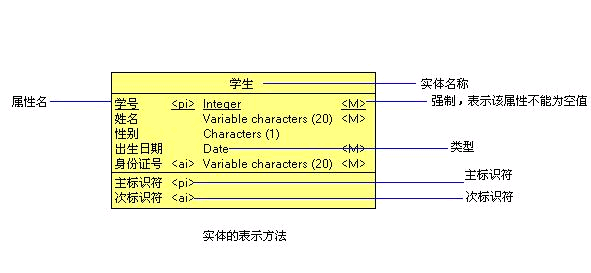 学生
实体名称
属性名
学号 <pi> Integer <M>
强制，表示该属性不能为空值
姓名 Variable characters (20) <M>
性别 Characters (1)
出生日期 Date <M>
类型
身份证号 <ai> Variable characters (20) <M>
主标识符 <pi>
主标识符
次标识符 <ai>
次标识符
实体的表示方法